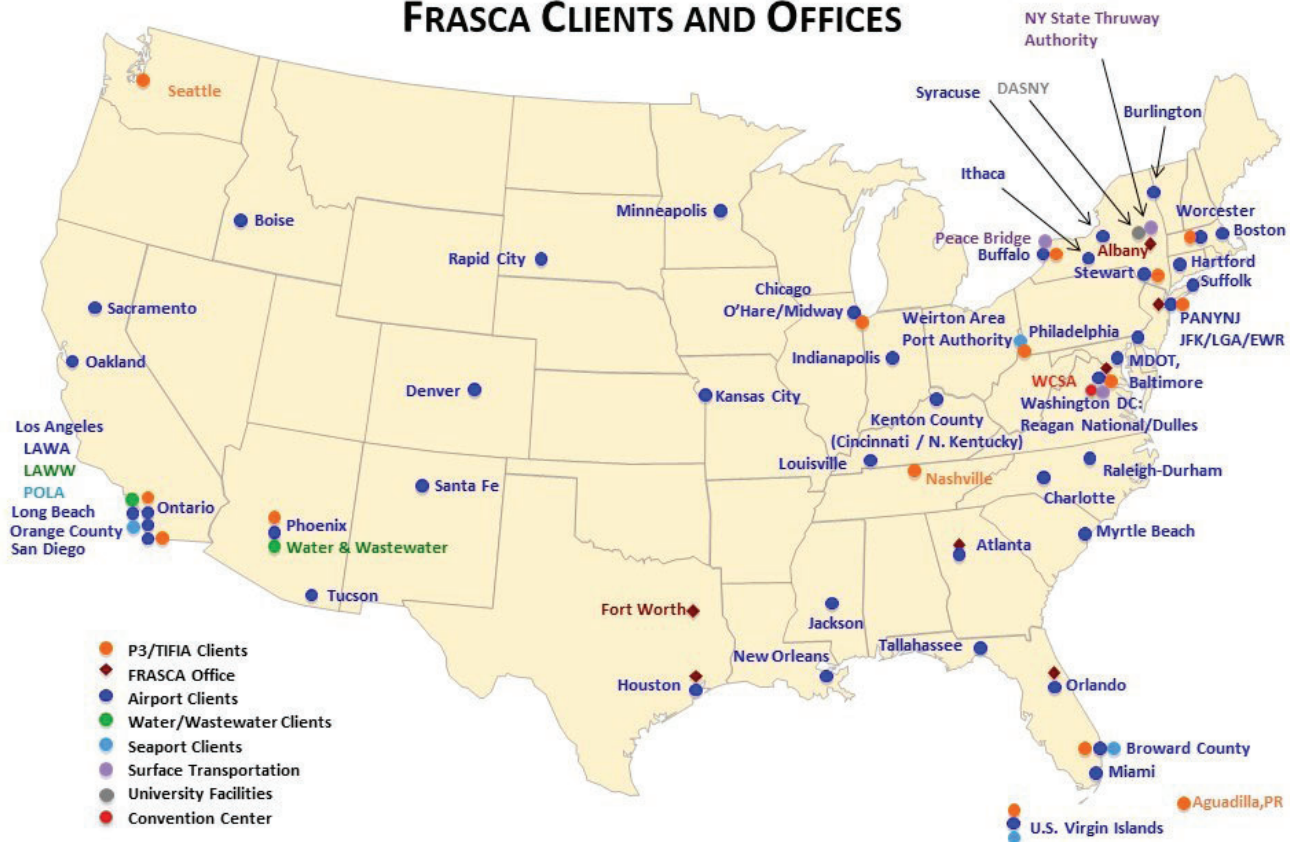 FRASCA CLIENTS AND OFFICES
NY State Thruway
Authority
Syracuse
DASNY
Burlington
Ithaca
Seattle
Boise
Minneapolis
Rapid City
Peace Bridge
Buffalo
Albany
Stewart
Worcester
Boston
Hartford
Suffolk
Sacramento
Oakland
Chicago
O'Hare/Midway
Weirton Area
Port Authority
Philadelphia
PANYNJ
JFK/LGA/EWR
Indianapolis
MDOT,
Baltimore
WCSA
Washington DC:
Reagan National/Dulles
Denver
Kansas City
Kenton County
(Cincinnati / N. Kentucky)
Louisville
Nashville
Raleigh-Durham
Charlotte
Los Angeles
LAWA
LAWW
POLA
Long Beach
Orange County
San Diego
Ontario
Santa Fe
Phoenix
Water & Wastewater
Tucson
Myrtle Beach
Atlanta
Fort Worth
Jackson
Tallahassee
New Orleans
Houston
Orlando
Broward County
Miami
Aguadilla,PR
U.S. Virgin Islands
P3/TIFIA Clients
FRASCA Office
Airport Clients
Water/Wastewater Clients
Seaport Clients
Surface Transportation
University Facilities
Convention Center